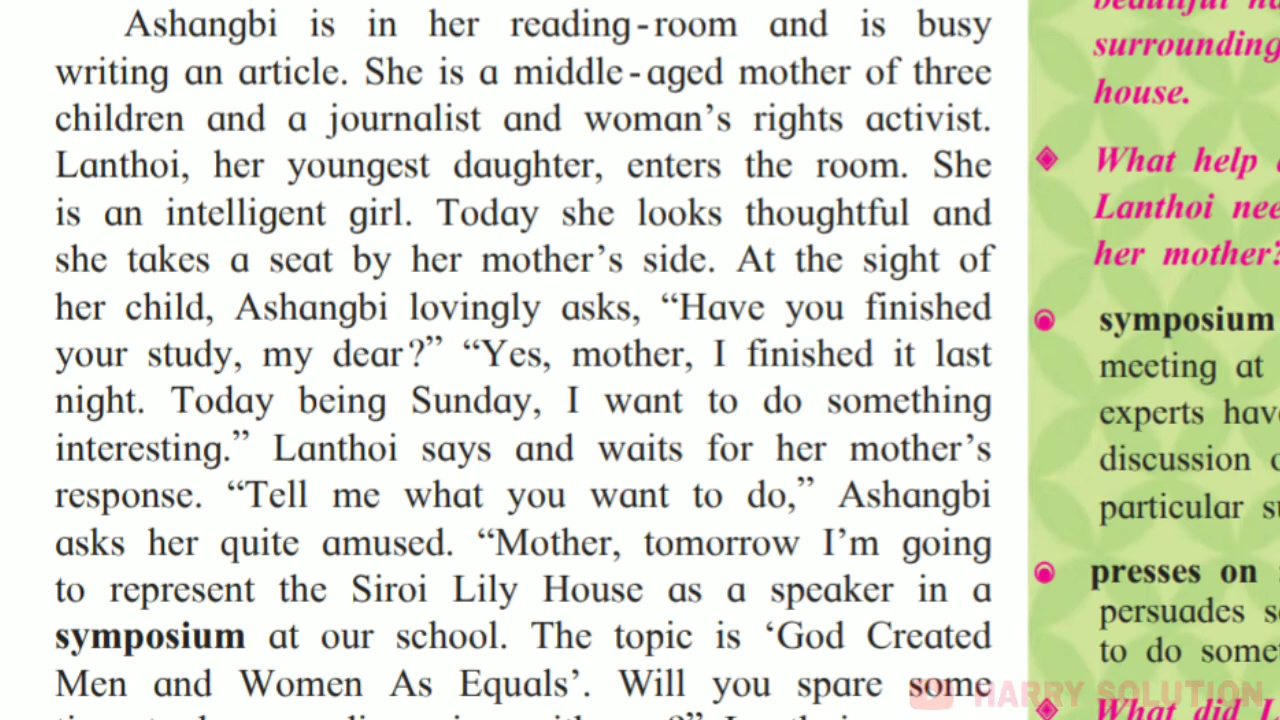 Ashangbi is in her reading-room and is busy
writing an article. She is a middle-aged mother of three
children and a journalist and woman's rights activist.
Lanthoi, her youngest daughter, enters the room. She
is an intelligent girl. Today she looks thoughtful and
she takes a seat by her mother's side. At the sight of
her child, Ashangbi lovingly asks, “Have you finished
your study, my dear?” “Yes, mother, I finished it last
night. Today being Sunday, I want to do something
interesting.” Lanthoi says and waits for her mother's
response. “Tell me what you want to do,” Ashangbi
asks her quite amused. “Mother, tomorrow I'm going
to represent the Siroi Lily House as a speaker in a
symposium at our school. The topic is ‘God Created
Men and Women As Equals’. Will you spare some
surrounding
house.
What help
Lanthoi
her mother?
symposium
meeting at
experts
discussion
particular
presses on
persuades
to do
What did
HARRY SOLUTION